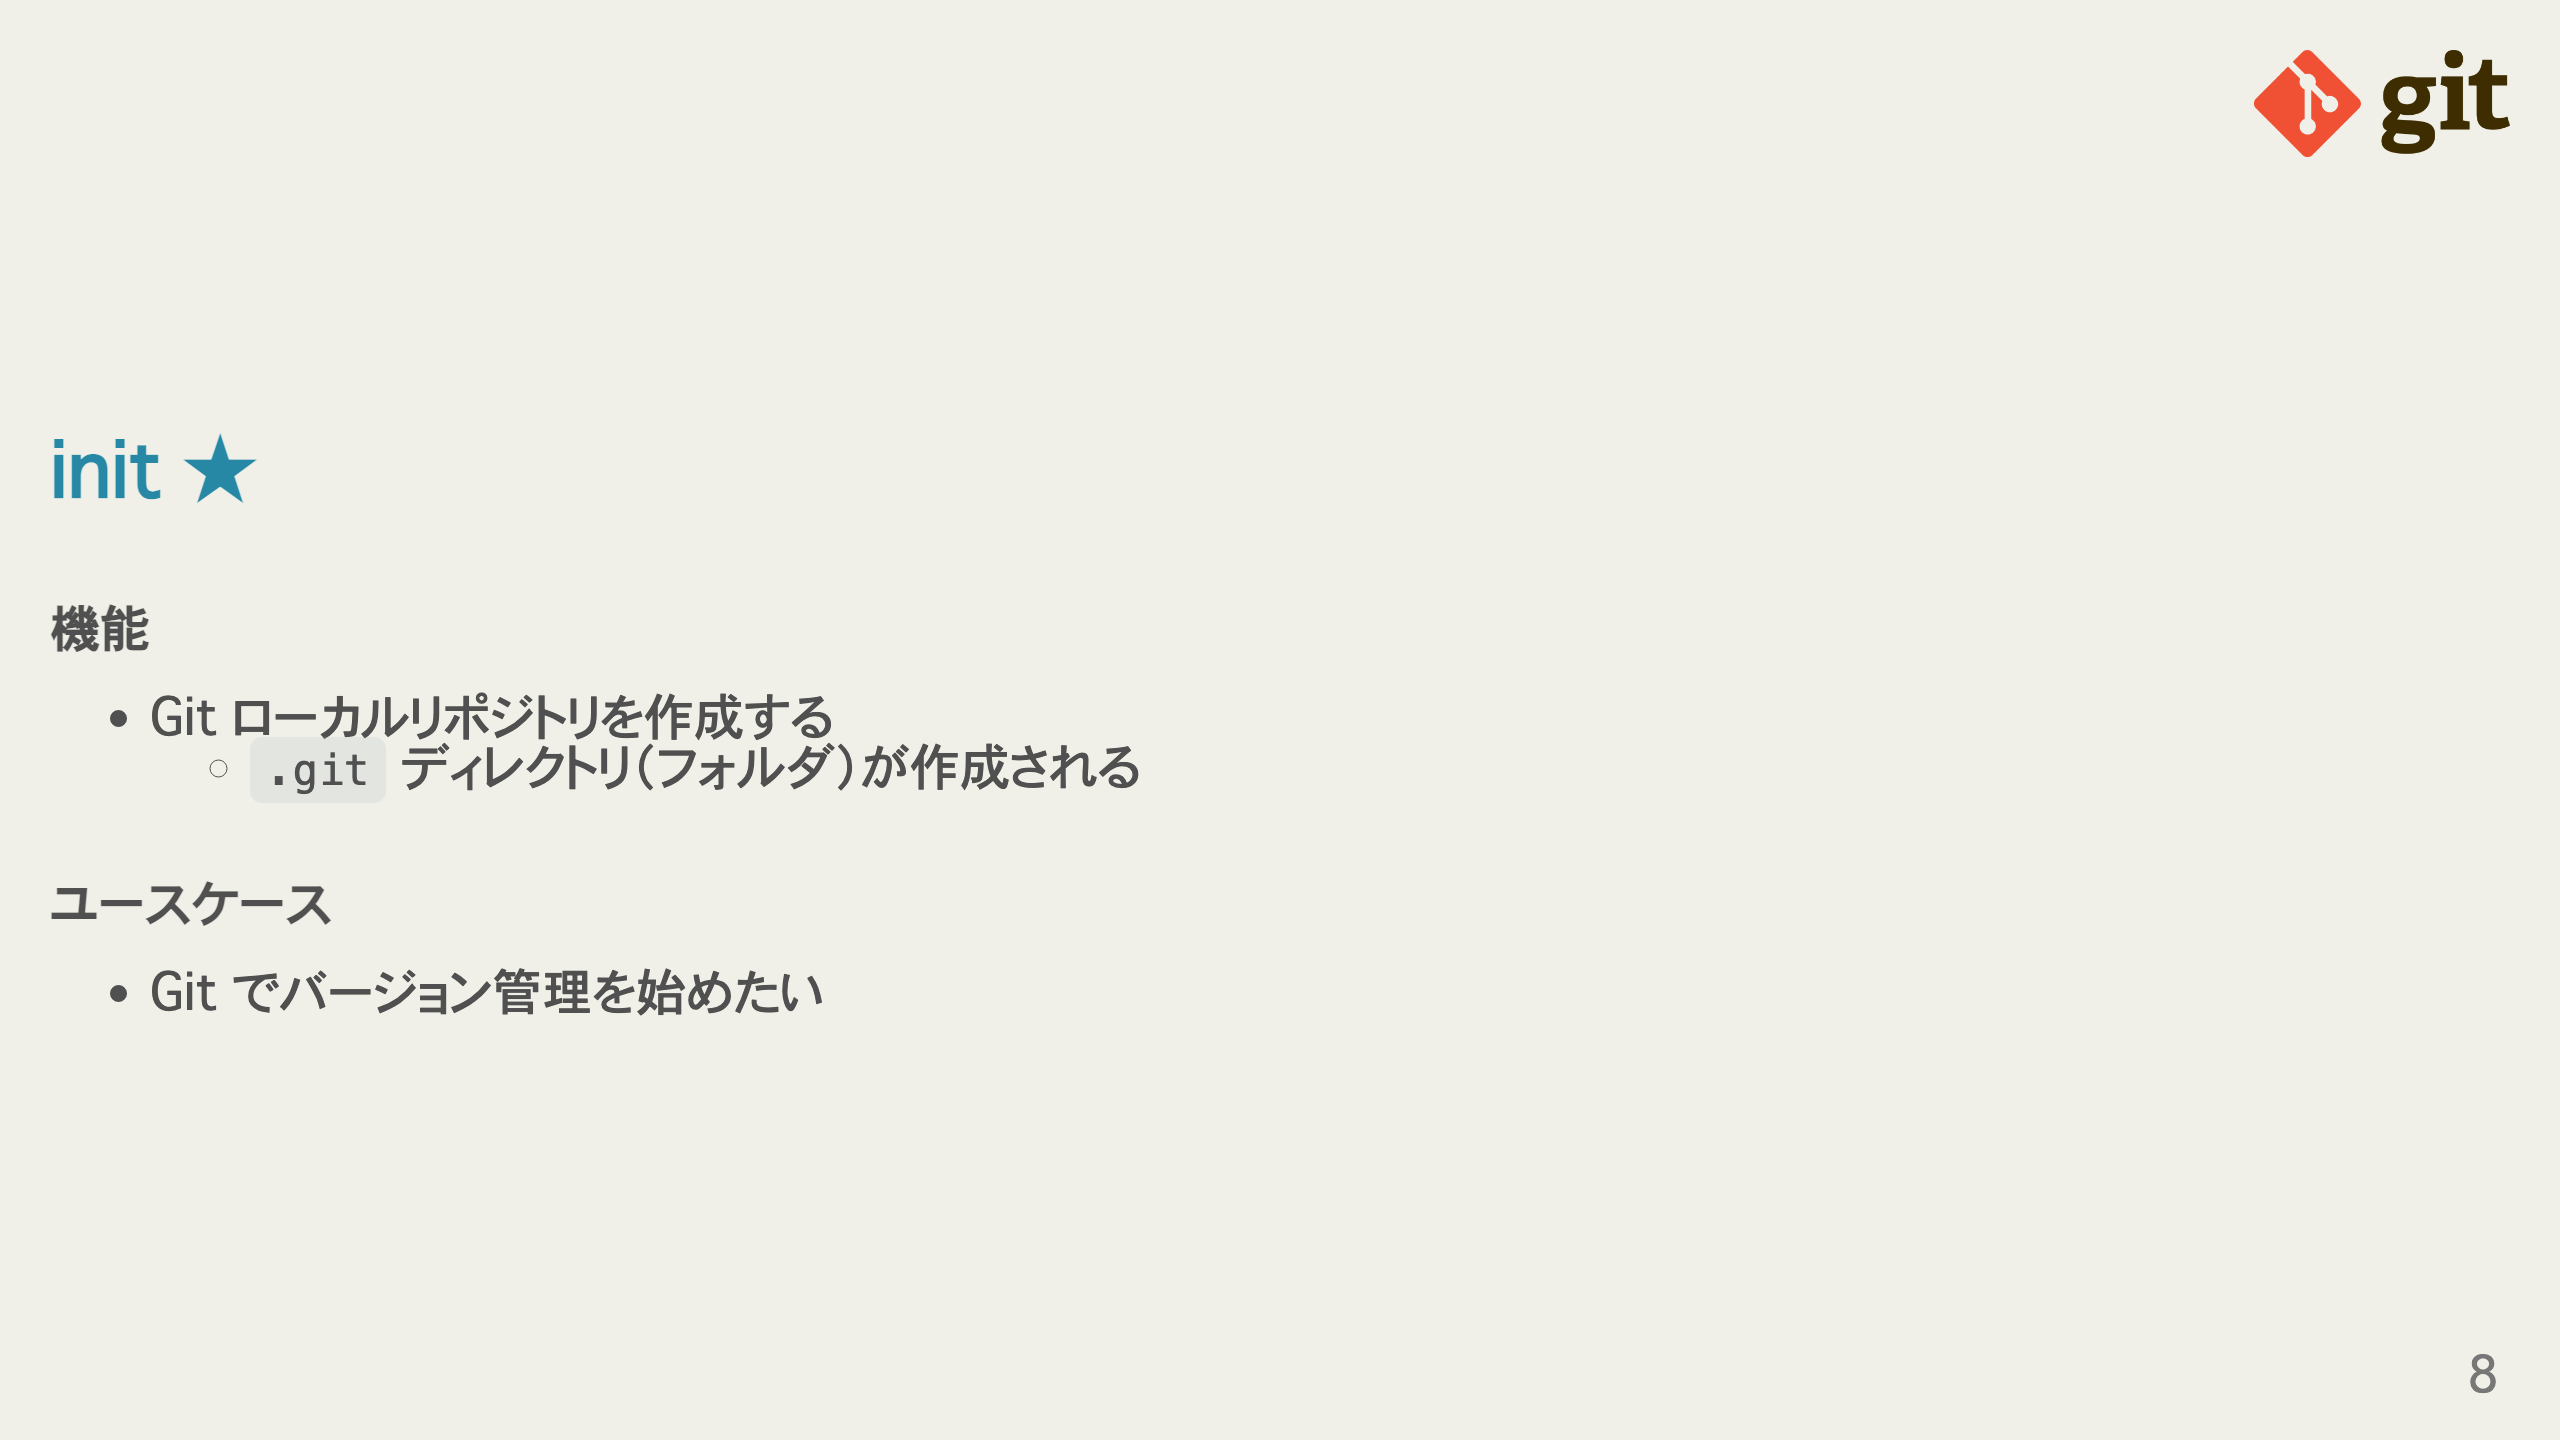 git
init ★
機能
• Git ローカルリポジトリを作成する
◦ .git ディレクトリ(フォルダ)が作成される
ユースケース
• Git でバージョン管理を始めたい
8